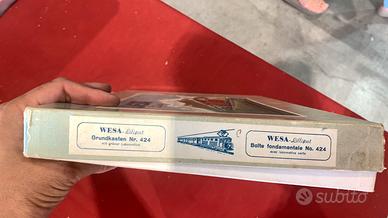 WESA-Liliput
Grundkasten Nr. 424
mit grüner Lokomotive
WESA-Liliput
Boîte fondamentale No. 424
avec locomotive verte
subito